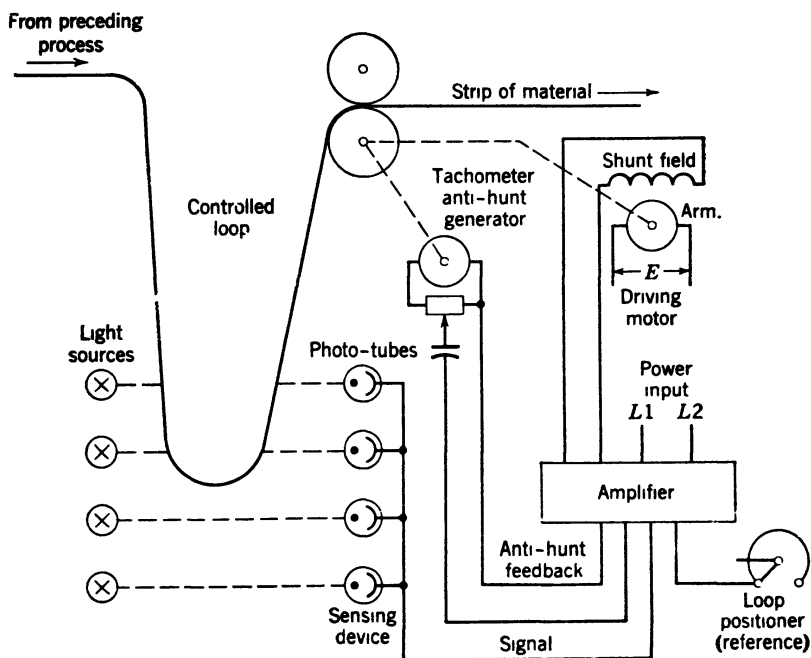 From preceding
process
Strip of material
Shunt field
Tachometer
anti-hunt
generator
Controlled
loop
Arm.
E
Driving
motor
Light
sources
Photo-tubes
Power
input
L1 L2
Amplifier
Anti-hunt
feedback
Sensing
device
Signal
Loop
positioner
(reference)